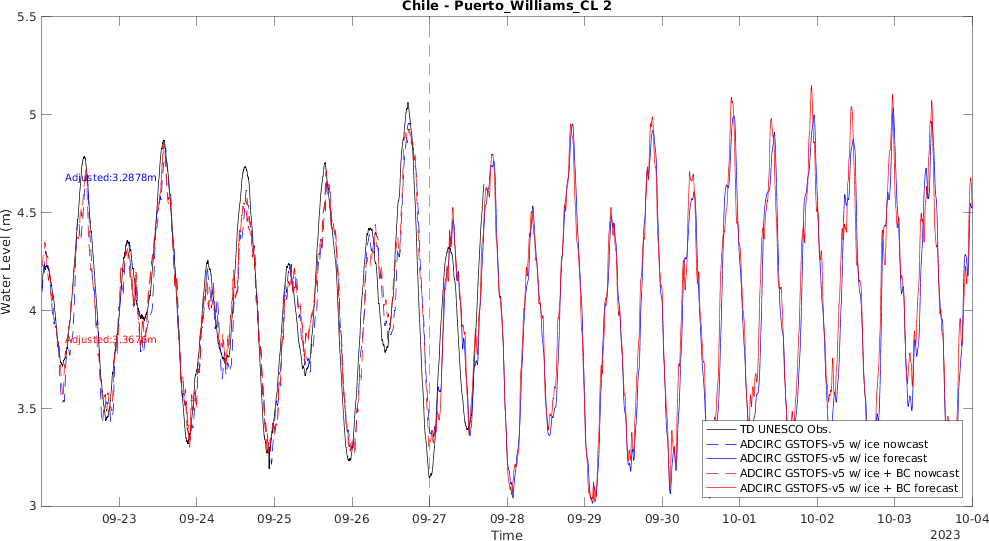 Chile - Puerto_Williams_CL 2
Water Level (m)
5.5
5
4.5
4
3.5
3
Adjusted:3.2878m
Adjusted:3.3676m
TD UNESCO Obs.
ADCIRC GSTOFS-v5 w/ ice nowcast
ADCIRC GSTOFS-v5 w/ ice forecast
ADCIRC GSTOFS-v5 w/ ice + BC nowcast
ADCIRC GSTOFS-v5 w/ ice + BC forecast
09-23 09-24 09-25 09-26 09-27 09-28 09-29 09-30 10-01 10-02 10-03 10-04
Time
2023